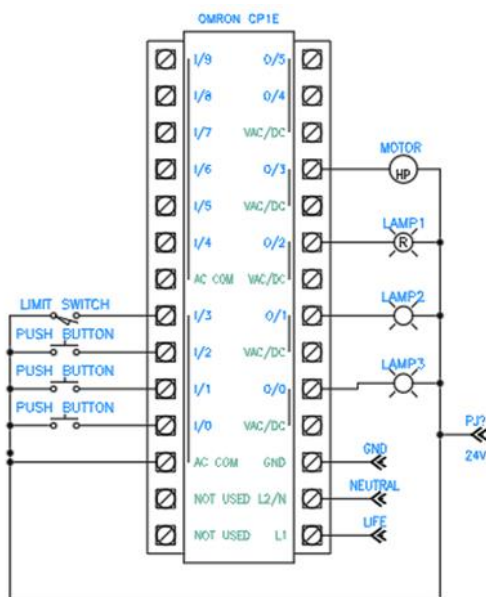 OMRON CP1E
I/9 O/5
I/8 O/4
I/7 VAC/DC
MOTOR
I/6 O/3
HP
I/5 VAC/DC
LAMP1
I/4 O/2
R
AC COM VAC/DC
LIMIT SWITCH
LAMP2
I/3 O/1
PUSH BUTTON
I/2 VAC/DC
PUSH BUTTON
LAMP3
I/1 O/0
PUSH BUTTON
I/0 VAC/DC
PJ?
GND
24V
AC COM GND
NEUTRAL
NOT USED L2/N
LIFE
NOT USED L1